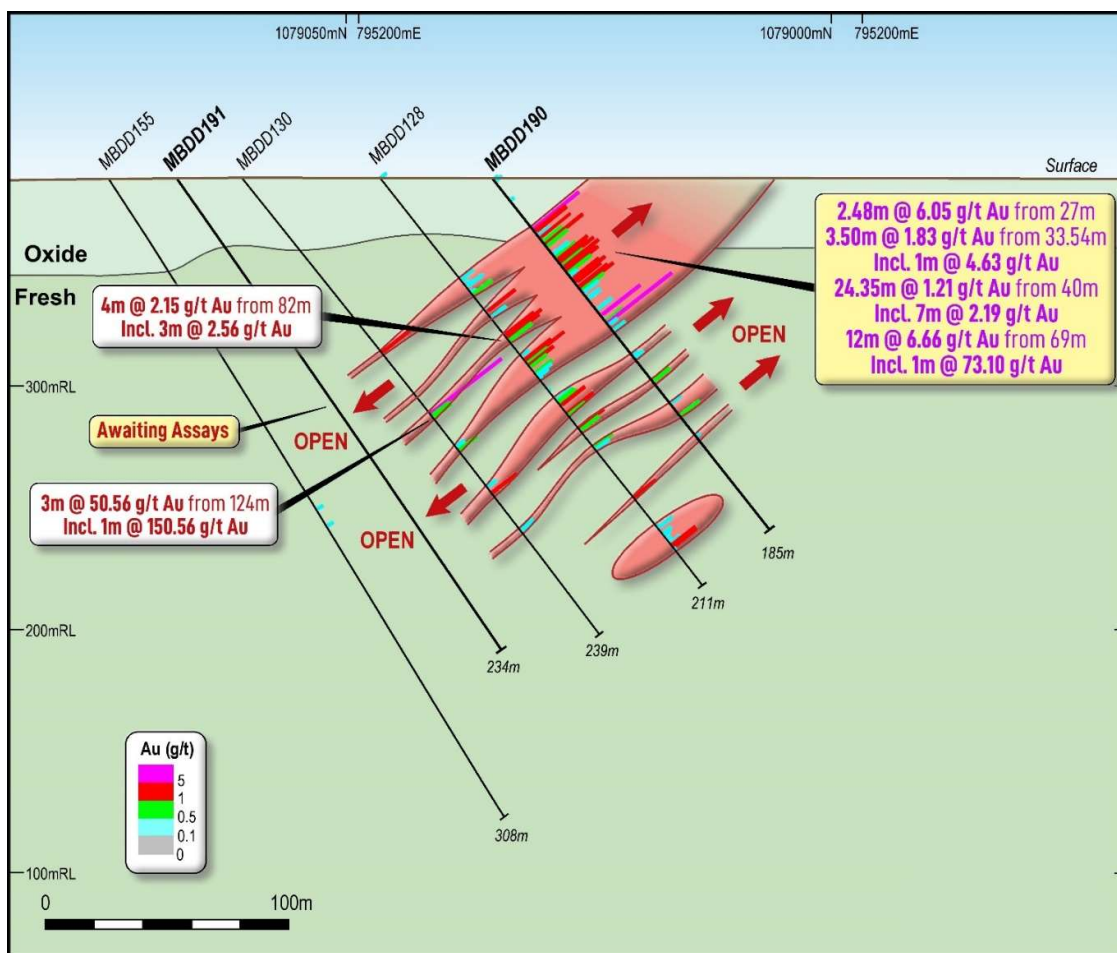 1079050mN 795200mE
1079000mN 795200mE
MBDD155
MBDD191
MBDD130
MBDD128
MBDD190
Surface
Oxide
Fresh
2.48m @ 6.05 g/t Au from 27m
3.50m @ 1.83 g/t Au from 33.54m
Incl. 1m @ 4.63 g/t Au
24.35m @ 1.21 g/t Au from 40m
Incl. 7m @ 2.19 g/t Au
12m @ 6.66 g/t Au from 69m
Incl. 1m @ 73.10 g/t Au
4m @ 2.15 g/t Au from 82m
Incl. 3m @ 2.56 g/t Au
OPEN
300mRL
Awaiting Assays
OPEN
3m @ 50.56 g/t Au from 124m
Incl. 1m @ 150.56 g/t Au
OPEN
185m
211m
200mRL
239m
234m
Au (g/t)
5
1
0.5
0.1
0
308m
100mRL
0
100m